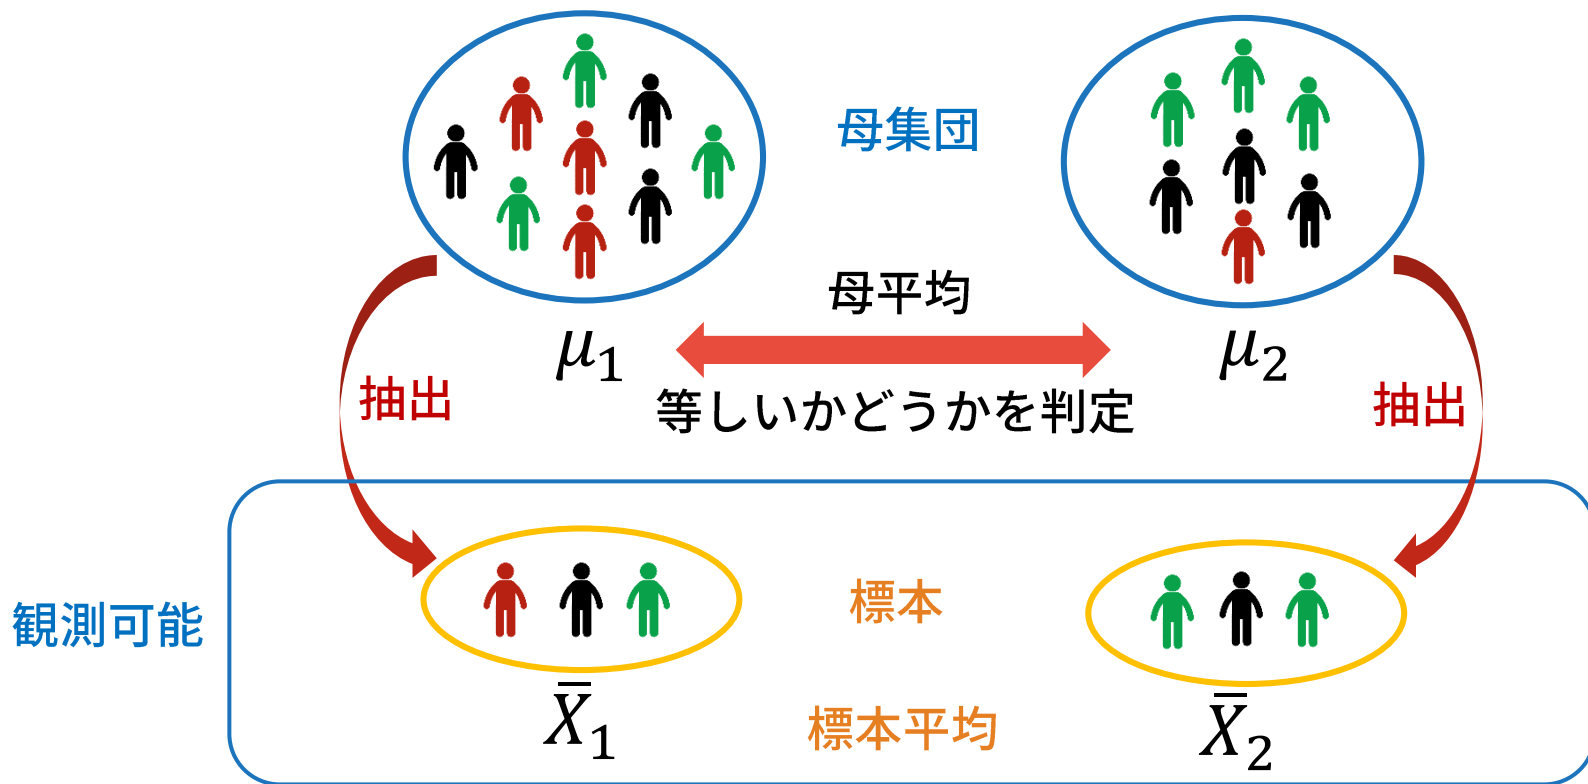 母集団
母平均
μ₁
μ₂
抽出
等しいかどうかを判定
抽出
観測可能
標本
X̄₁
標本平均
X̄₂